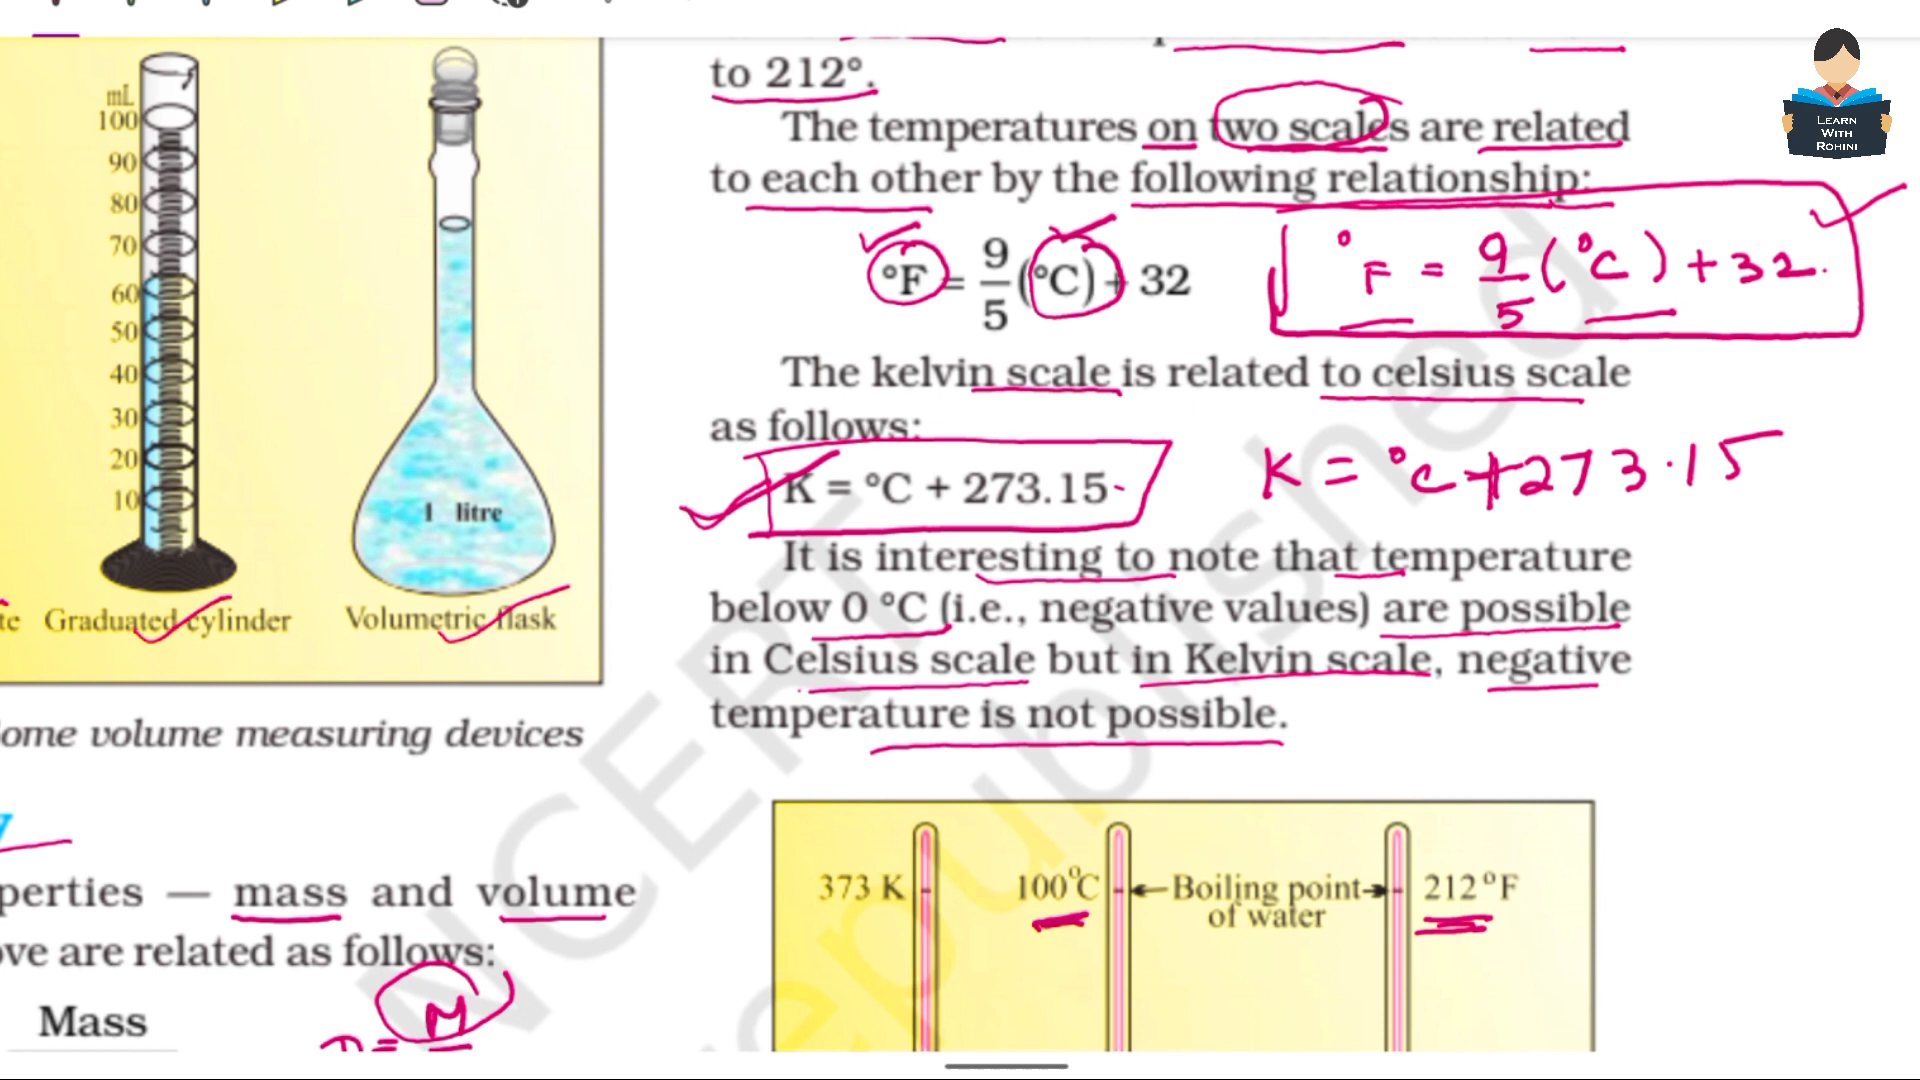 mL
100
90
80
70
60
50
40
30
20
10
1 litre
Graduated cylinder
Volumetric flask
ome volume measuring devices
perties — mass and volume
ove are related as follows:
Mass
M
to 212°.
The temperatures on two scales are related
to each other by the following relationship:
°F = 9/5 (°C) + 32
°F = 9/5 (°C) + 32.
The kelvin scale is related to celsius scale
as follows:
K = °C + 273.15
K = °C + 273.15
It is interesting to note that temperature
below 0 °C (i.e., negative values) are possible
in Celsius scale but in Kelvin scale, negative
temperature is not possible.
373 K
100°C
Boiling point
of water
212°F
LEARN
WITH
ROHINI
NCERT
republished